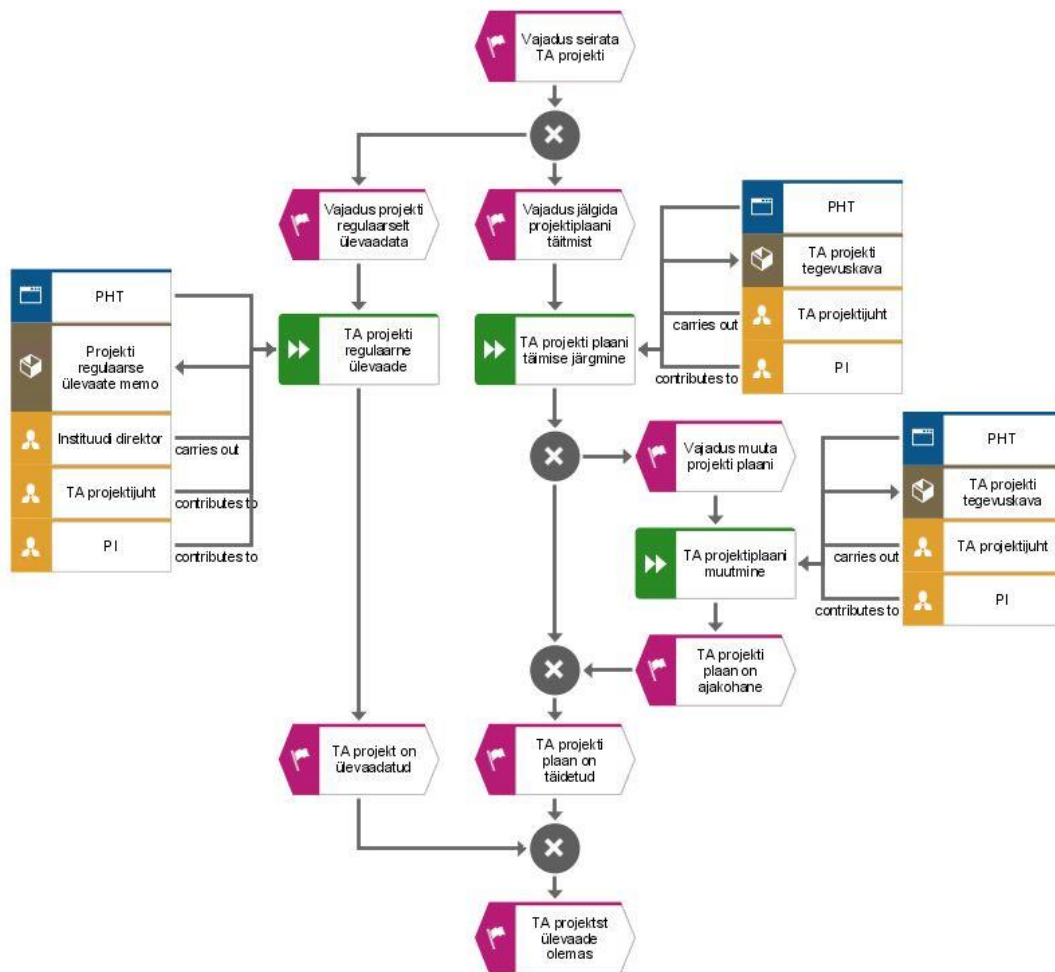 Vajadus seirata
TA projekti
Vajadus projekti
regulaarselt
ülevaadata
Vajadus jälgida
projektiplaani
täitmist
PHT
TA projekti
tegevuskava
carries out
TA projektijuht
contributes to
PI
PHT
Projekti
regulaarse
ülevaate memo
Instituudi direktor
carries out
TA projektijuht
contributes to
PI
contributes to
TA projekti
regulaarne
ülevaade
TA projekti plaani
täimise järgmine
Vajadus muuta
projekti plaani
PHT
TA projekti
tegevuskava
carries out
TA projektijuht
contributes to
PI
TA projektiplaani
muutmine
TA projekti
plaan on
ajakohane
TA projekt on
ülevaadatud
TA projekti
plaan on
täidetud
TA projektst
ülevaade
olemas